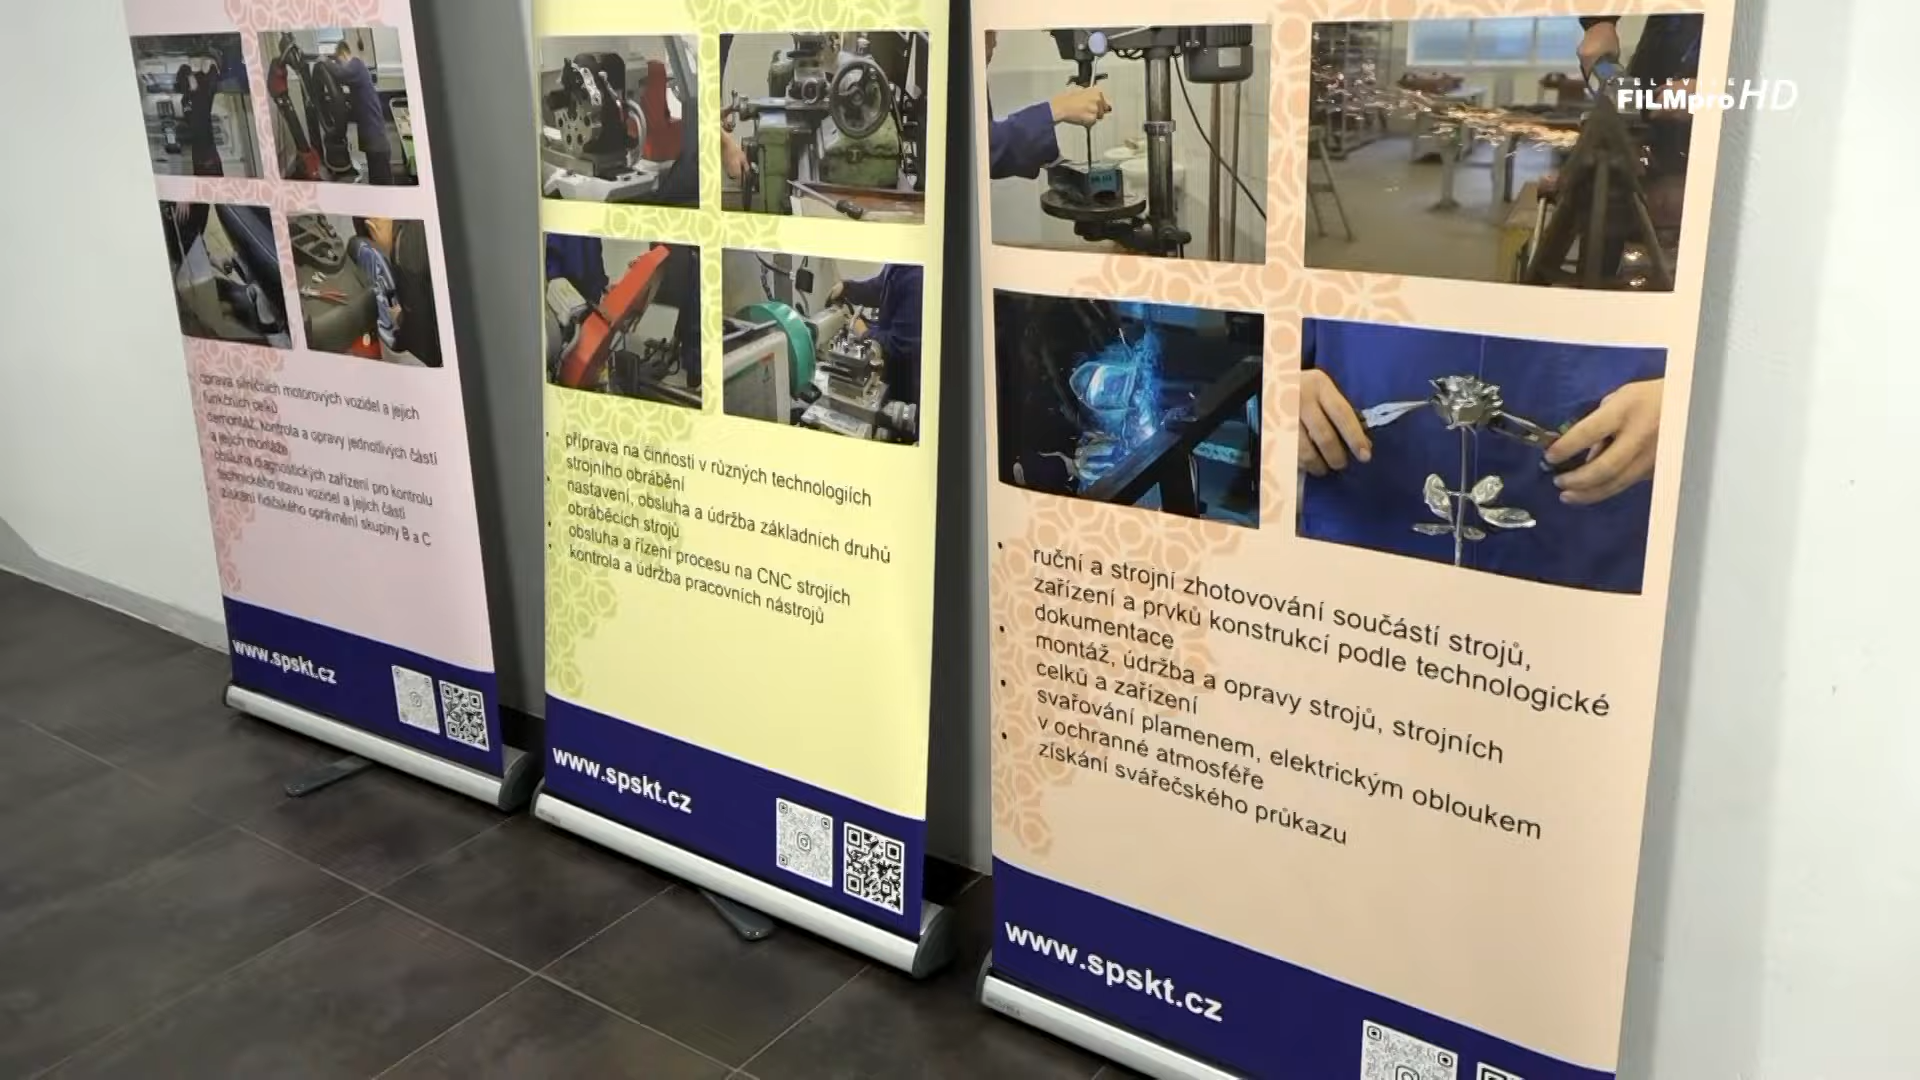 TELEVIZE
FILMpro HD
oprava silničních motorových vozidel a jejich
funkčních celků
demontáž, kontrola a opravy jednotlivých částí
a jejich montáže
obsluha diagnostických zařízení pro kontrolu
technického stavu vozidel a jejich částí
získání řidičského oprávnění skupiny B a C
www.spskt.cz
• příprava na činnosti v různých technologiích
strojního obrábění
• nastavení, obsluha a údržba základních druhů
obráběcích strojů
• obsluha a řízení procesu na CNC strojích
• kontrola a údržba pracovních nástrojů
www.spskt.cz
• ruční a strojní zhotovování součástí strojů,
zařízení a prvků konstrukcí podle technologické
dokumentace
• montáž, údržba a opravy strojů, strojních
celků a zařízení
• svařování plamenem, elektrickým obloukem
v ochranné atmosféře
• získání svářečského průkazu
www.spskt.cz